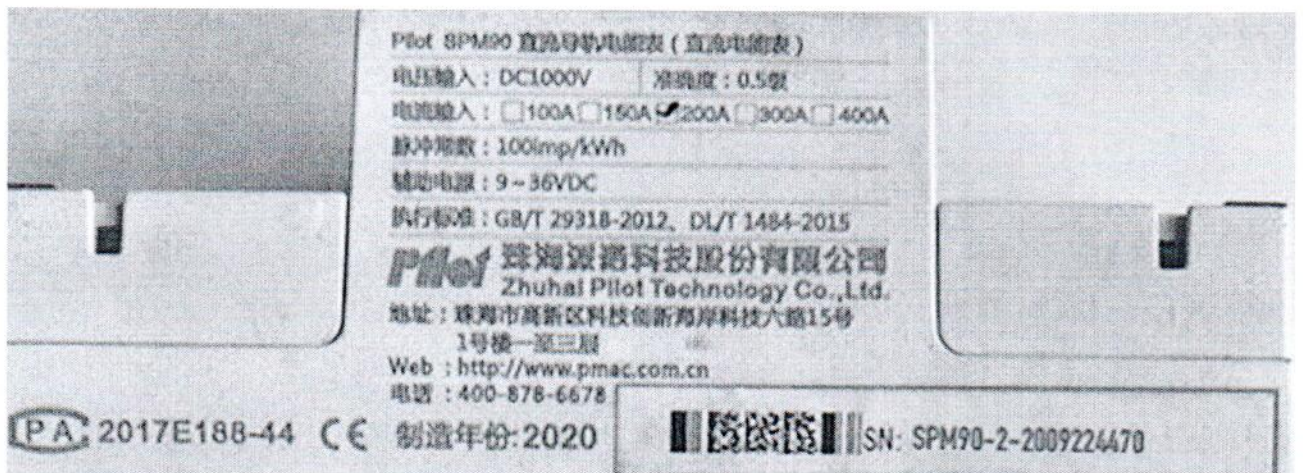 Pilot SPM90 直流导轨电能表 ( 直流电能表 )
电压输入 : DC1000V 准确度 : 0.5级
电流输入 : □100A □150A ☑200A □300A □400A
脉冲常数 : 100imp/kWh
辅助电源 : 9~36VDC
执行标准 : GB/T 29318-2012、DL/T 1484-2015
Pilot 珠海派诺科技股份有限公司
Zhuhai Pilot Technology Co.,Ltd.
地址 : 珠海市高新区科技创新海岸科技六路15号
1号楼一至三层
Web : http://www.pmac.com.cn
电话 : 400-878-6678
CPA 2017E188-44 CE 制造年份:2020
SN: SPM90-2-2009224470